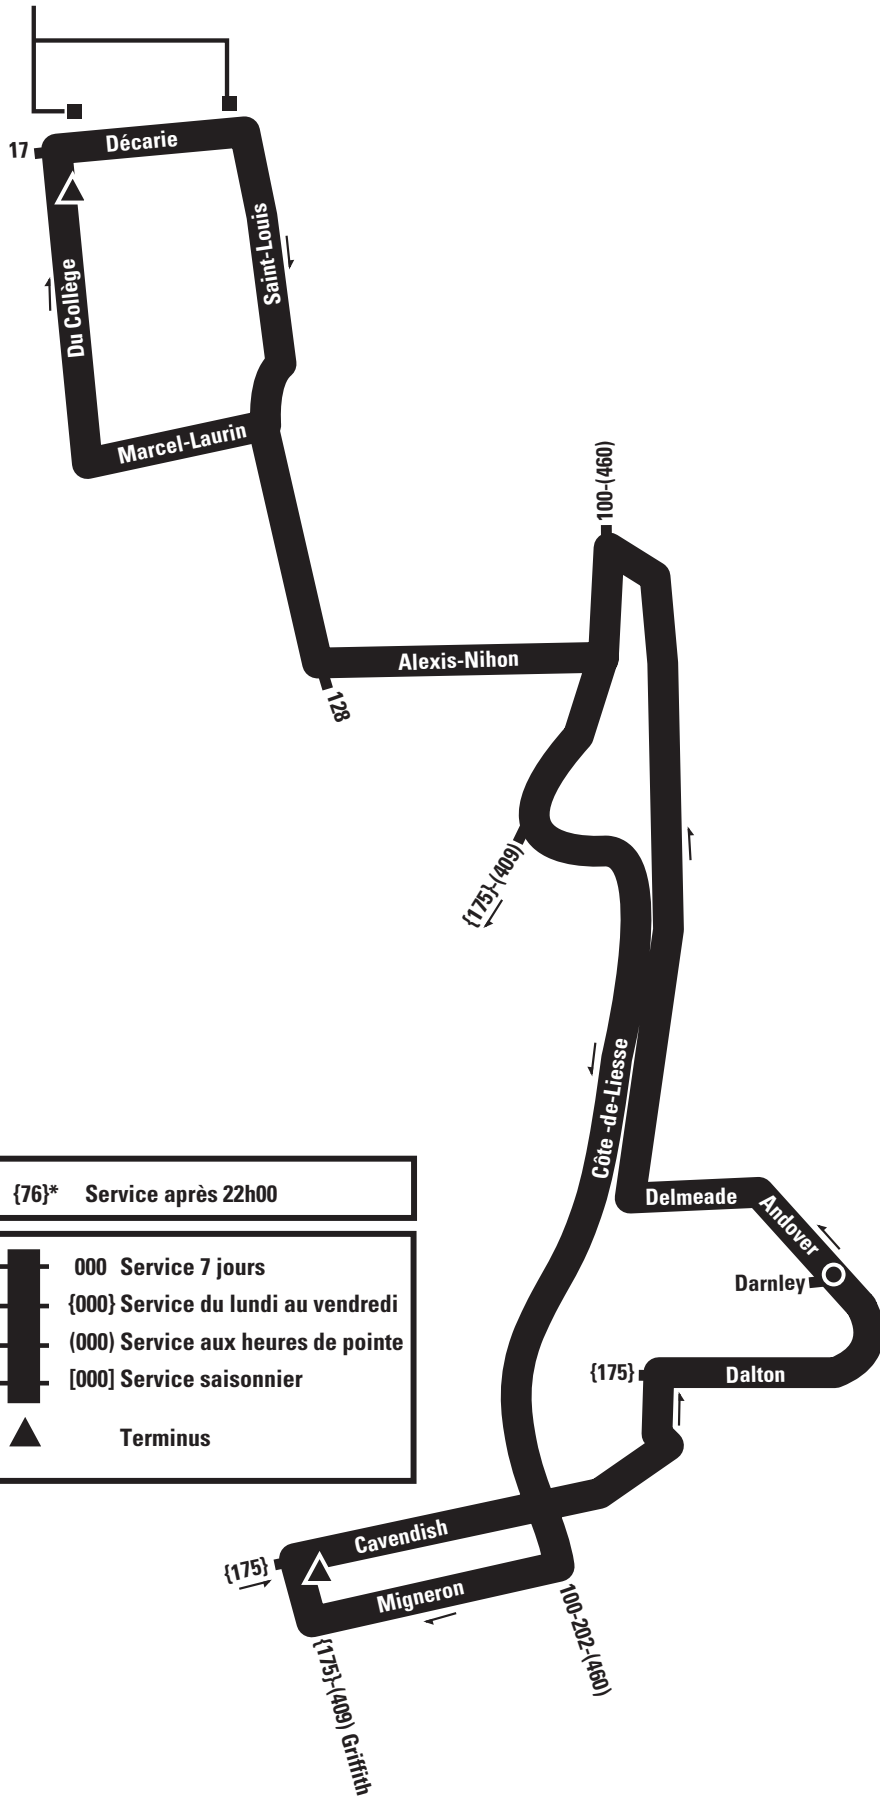 Décarie
17
Saint-Louis
Du Collège
Marcel-Laurin
100-(460)
Alexis-Nihon
128
{175}-(409)
Côte -de-Liesse
{76}* Service après 22h00
Delmeade
Andover
Darnley
000 Service 7 jours
{000} Service du lundi au vendredi
(000) Service aux heures de pointe
[000] Service saisonnier
Terminus
{175}
Dalton
Cavendish
{175}
Migneron
100-202-(460)
{175}-(409) Griffith